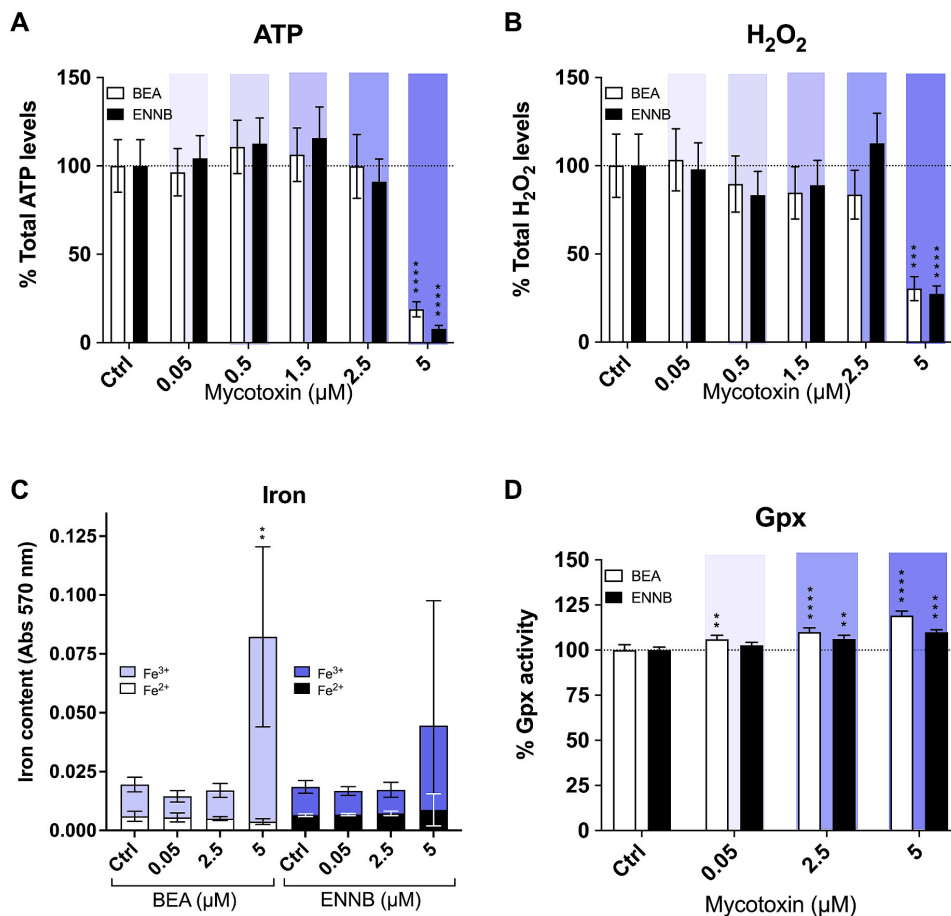 A
ATP
% Total ATP levels
150
100
50
0
BEA
ENNB
****
****
Ctrl
0.05
0.5
1.5
2.5
5
Mycotoxin (µM)
B
H₂O₂
% Total H₂O₂ levels
150
100
50
0
BEA
ENNB
***
****
Ctrl
0.05
0.5
1.5
2.5
5
Mycotoxin (µM)
C
Iron
Iron content (Abs 570 nm)
0.125
0.100
0.075
0.050
0.025
0.000
**
Fe³⁺
Fe²⁺
Fe³⁺
Fe²⁺
Ctrl
0.05
2.5
5
Ctrl
0.05
2.5
5
BEA (µM)
ENNB (µM)
D
Gpx
% Gpx activity
150
125
100
75
50
25
0
BEA
ENNB
**
****
**
****
***
Ctrl
0.05
2.5
5
Mycotoxin (µM)